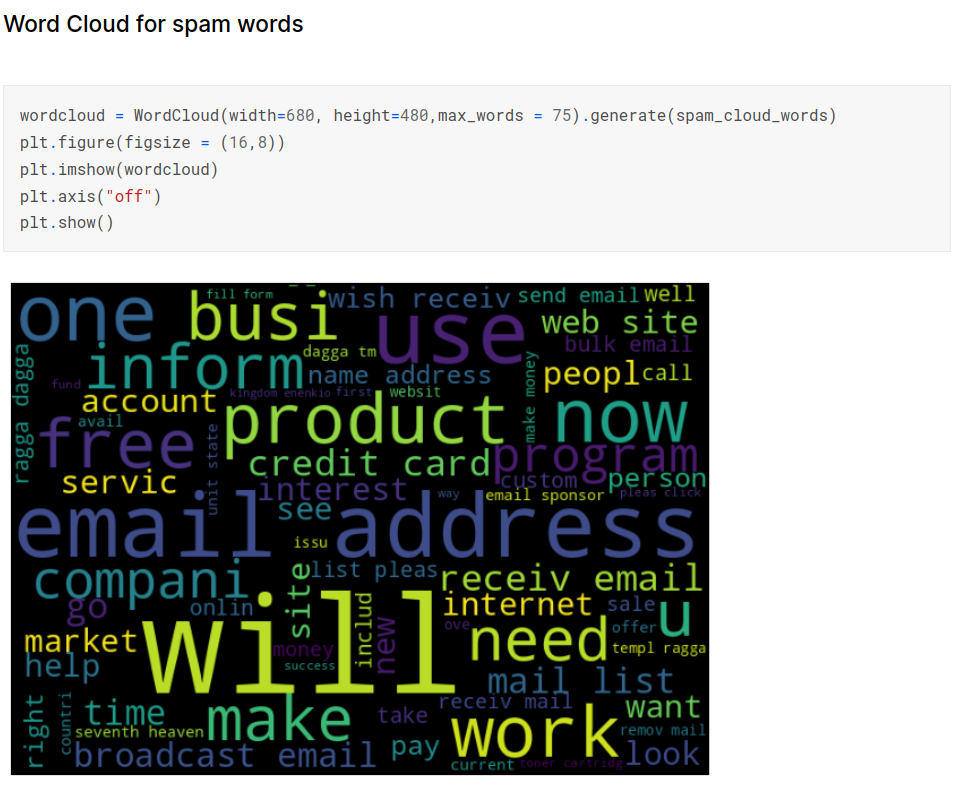 Word Cloud for spam words
wordcloud = WordCloud(width=680, height=480,max_words = 75).generate(spam_cloud_words)
plt.figure(figsize = (16,8))
plt.imshow(wordcloud)
plt.axis("off")
plt.show()
one
fill form
busi
wish receiv
send email
well
use
web site
bulk email
ragga dagga
inform
dagga tm
name address
make money
peopl
call
fund
kingdom enenkio
first
websit
account
avail
free
product
now
unit state
credit card
program
servic
interest
custom
person
way
email sponsor
pleas click
see
email address
issu
compani
list pleas
receiv email
go
onlin
site
includ
internet
sale
u
market
will
money
new
ove
need
offer
templ ragga
help
success
mail list
receiv mail
right
countri
time
make
take
want
seventh heaven
work
remov mail
broadcast email
pay
look
current
toner cartridg